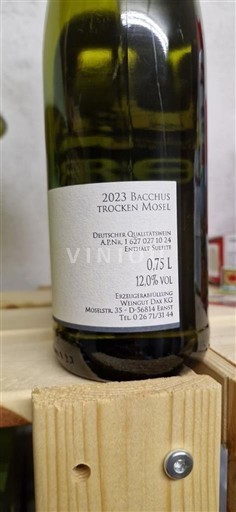 2023 Bacchus
trocken Mosel
Deutscher Qualitätswein
A.P.Nr. 1 627 027 10 24
Enthält Sulfite
VINIO
0,75 L
12.0% vol
Erzeugerabfüllung
Weingut Dax KG
Moselstr. 35 - D-56814 Ernst
Tel. 0 26 71/31 44